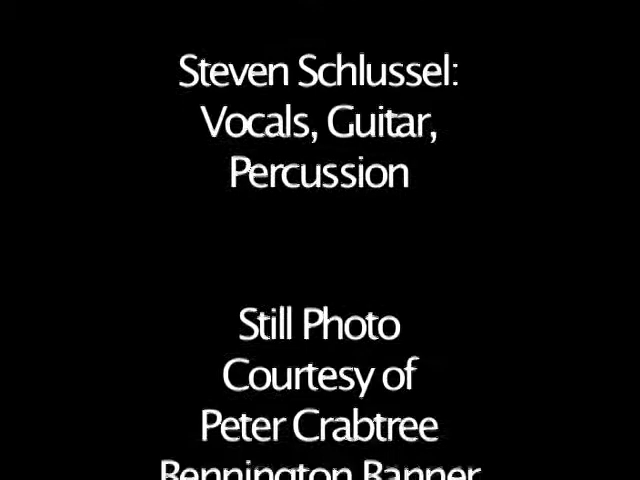 Steven Schlussel:
Vocals, Guitar,
Percussion
Still Photo
Courtesy of
Peter Crabtree
Bennington Banner